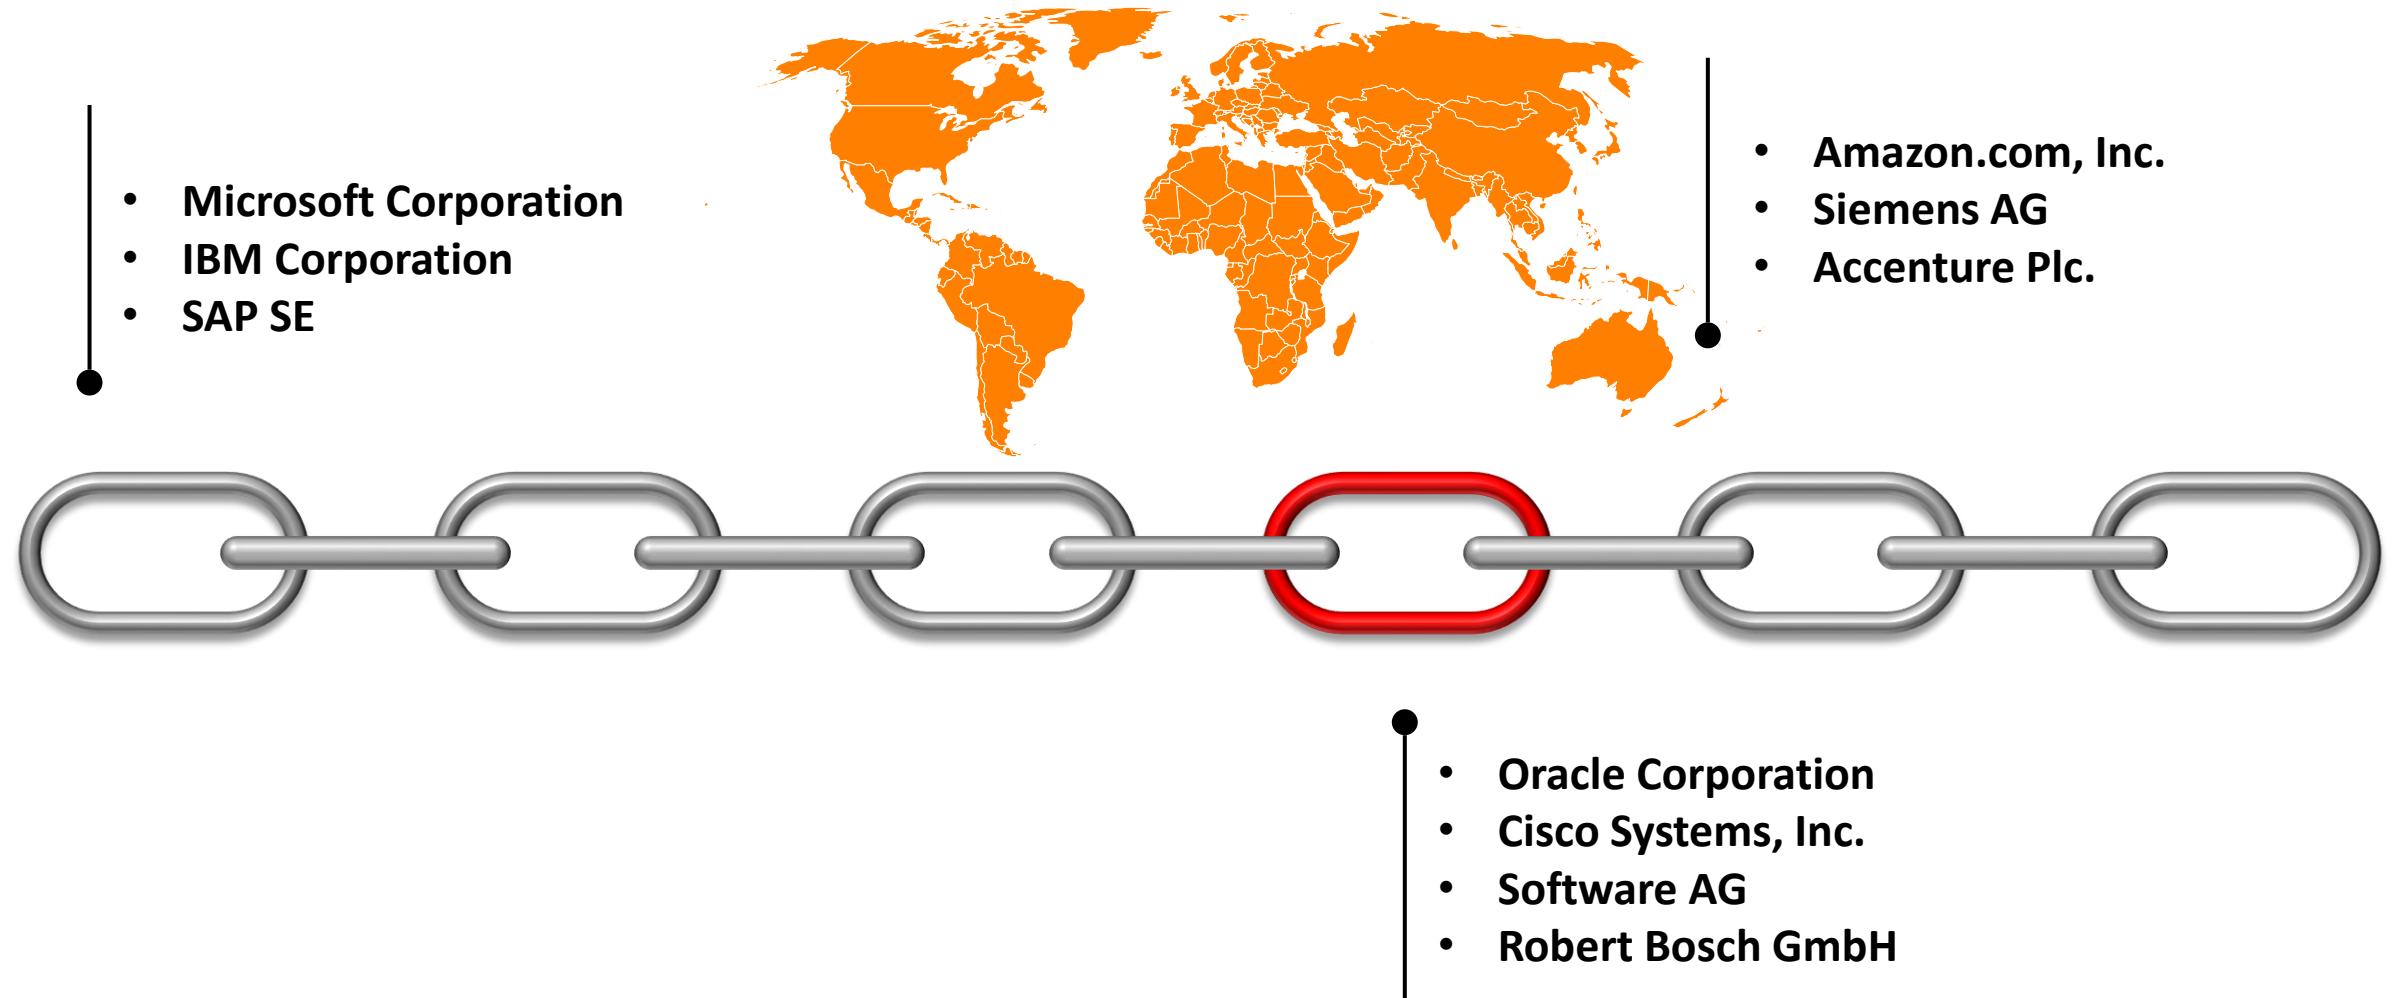 • Microsoft Corporation
• IBM Corporation
• SAP SE
• Amazon.com, Inc.
• Siemens AG
• Accenture Plc.
• Oracle Corporation
• Cisco Systems, Inc.
• Software AG
• Robert Bosch GmbH